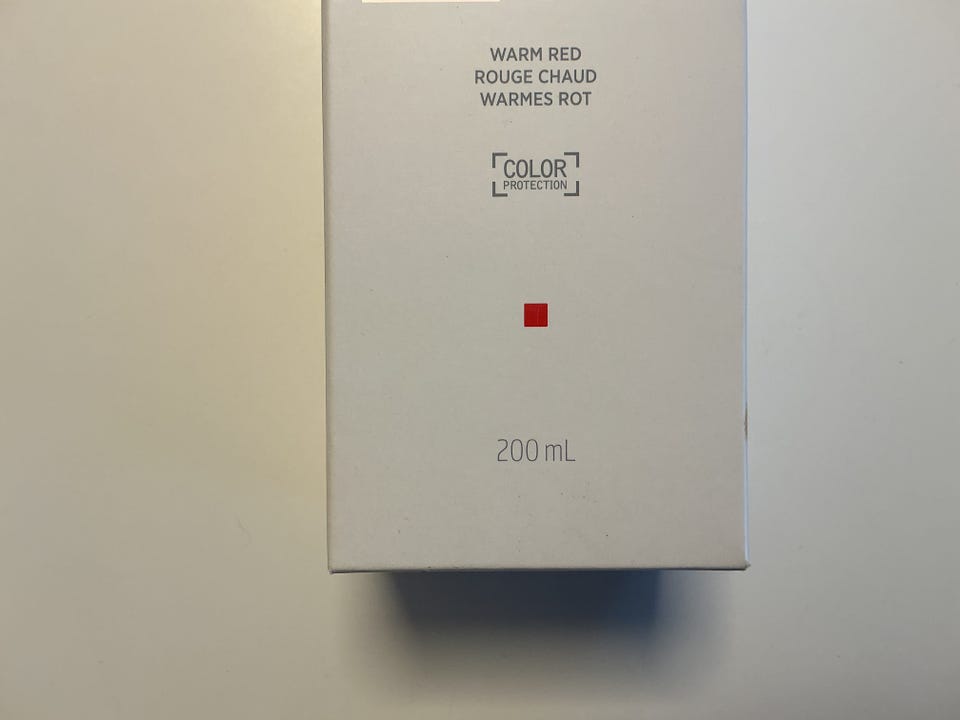 WARM RED
ROUGE CHAUD
WARMES ROT
COLOR
PROTECTION
200 mL